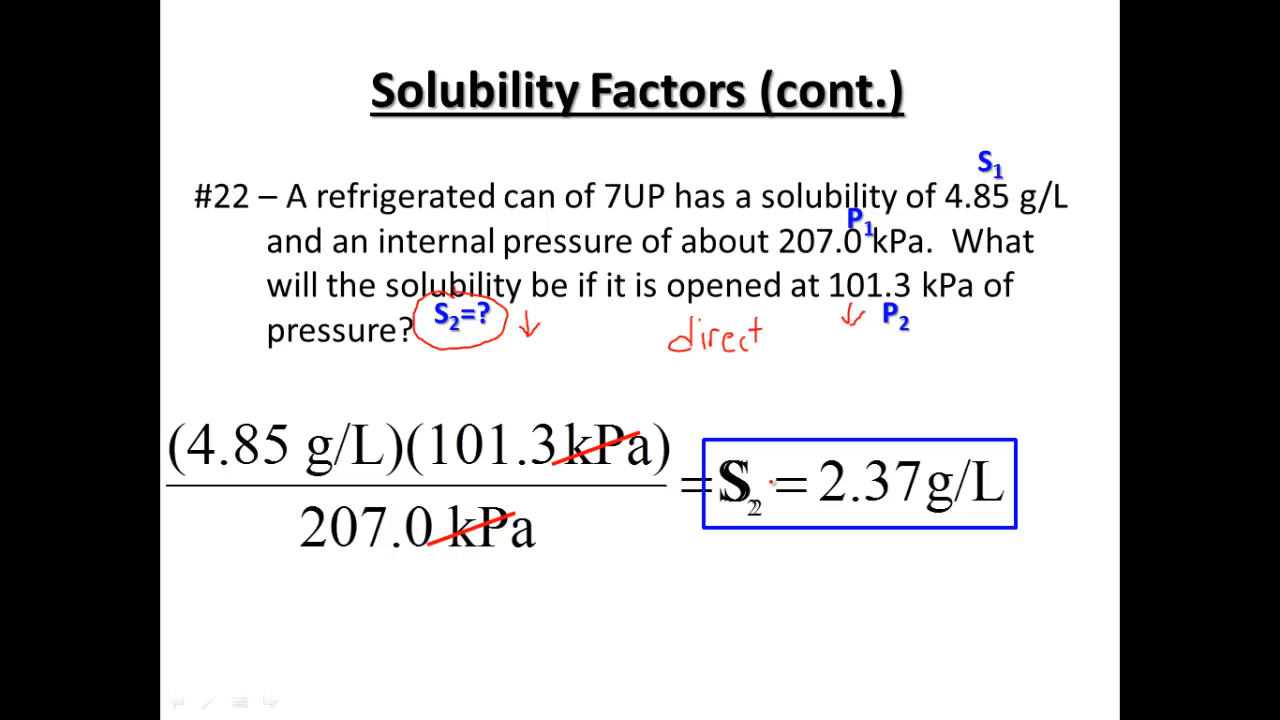 Solubility Factors (cont.)
S₁
#22 – A refrigerated can of 7UP has a solubility of 4.85 g/L
P₁
and an internal pressure of about 207.0 kPa. What
will the solubility be if it is opened at 101.3 kPa of
pressure? S₂=? ↓ direct ↓ P₂
(4.85 g/L)(101.3 kPa)
= S₂ = 2.37 g/L
207.0 kPa